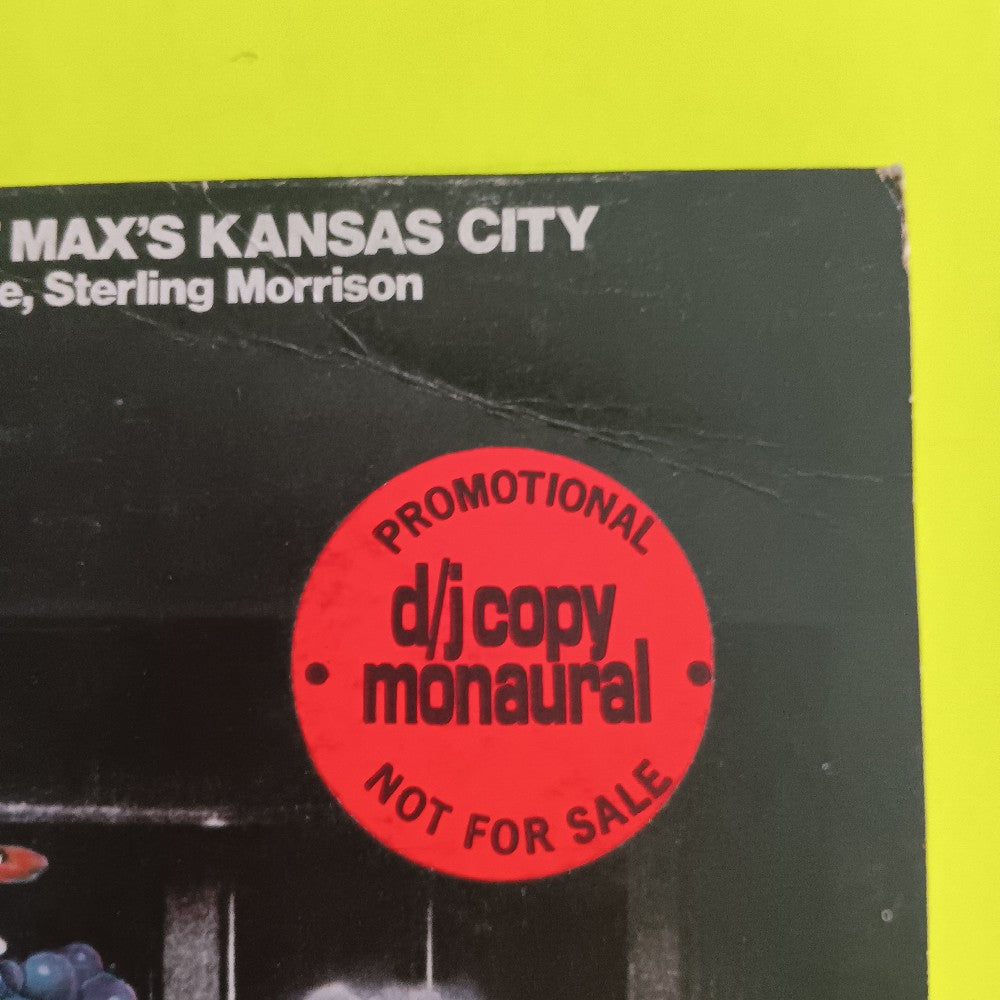 MAX'S KANSAS CITY
e, Sterling Morrison
PROMOTIONAL
d/j copy
monaural
NOT FOR SALE